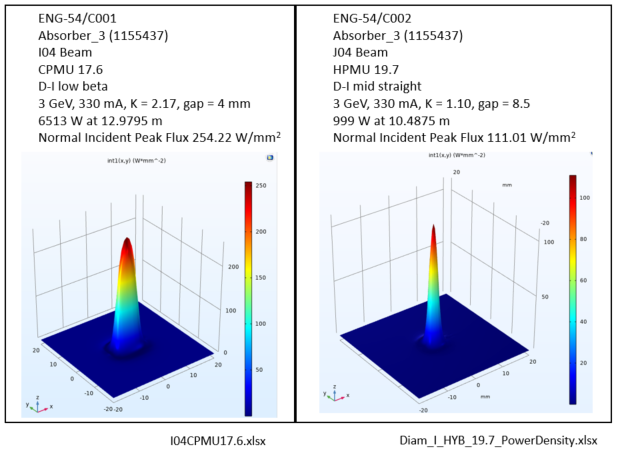 ENG-54/C001
Absorber_3 (1155437)
I04 Beam
CPMU 17.6
D-I low beta
3 GeV, 330 mA, K = 2.17, gap = 4 mm
6513 W at 12.9795 m
Normal Incident Peak Flux 254.22 W/mm²
int1(x,y) (W*mm^-2)
250
200
150
100
50
200
100
0
20
10
0
-10
-20
20
10
0
-10
-20
z
y
x
I04CPMU17.6.xlsx
ENG-54/C002
Absorber_3 (1155437)
J04 Beam
HPMU 19.7
D-I mid straight
3 GeV, 330 mA, K = 1.10, gap = 8.5
999 W at 10.4875 m
Normal Incident Peak Flux 111.01 W/mm²
int1(x,y) (W*mm^-2)
20
mm
-20
100
50
100
80
60
40
20
20
0
mm
-20
z
y
x
Diam_I_HYB_19.7_PowerDensity.xlsx